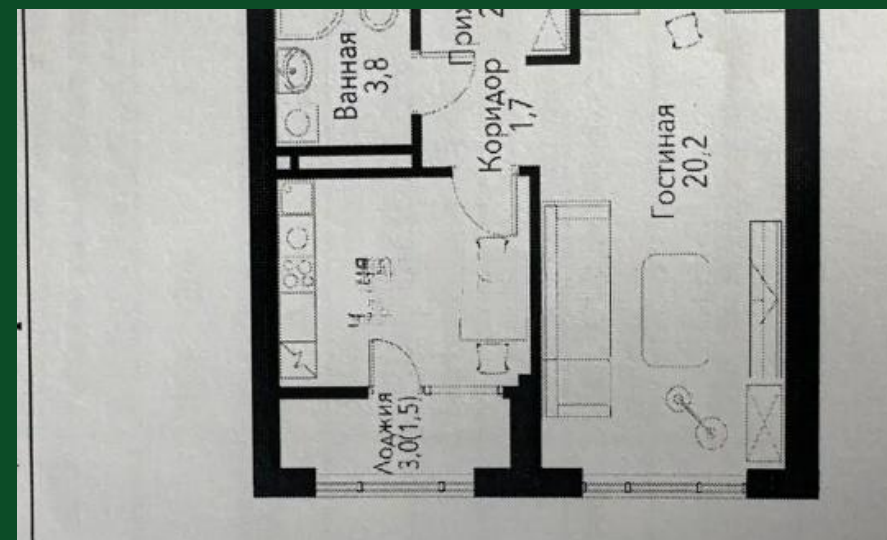 Ванная
3,8
Коридор
1,7
Гостиная
20,2
Лоджия
3,0(1,5)